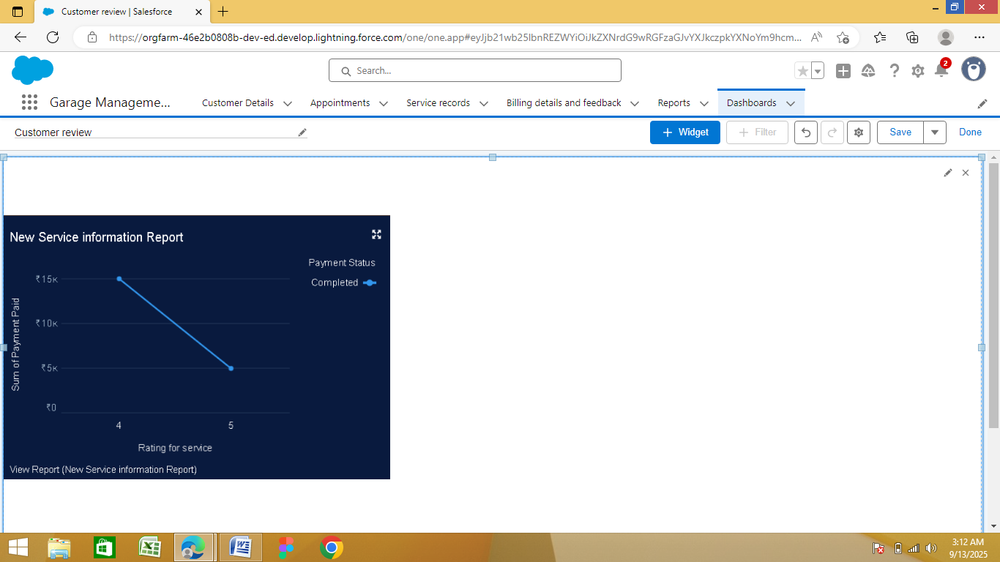 Customer review | Salesforce
https://orgfarm-46e2b0808b-dev-ed.develop.lightning.force.com/one/one.app#eyJjb21wb25lbnREZWYiOiJkZXNrdG9wRGFzaGJvYXJkczpkYXNoYm9hcm...
Search...
2
Garage Manageme...
Customer Details
Appointments
Service records
Billing details and feedback
Reports
Dashboards
Customer review
+ Widget
+ Filter
Save
Done
New Service information Report
Payment Status
Completed
₹15K
₹10K
₹5K
₹0
Sum of Payment Paid
4 5
Rating for service
View Report (New Service information Report)
3:12 AM
9/13/2025